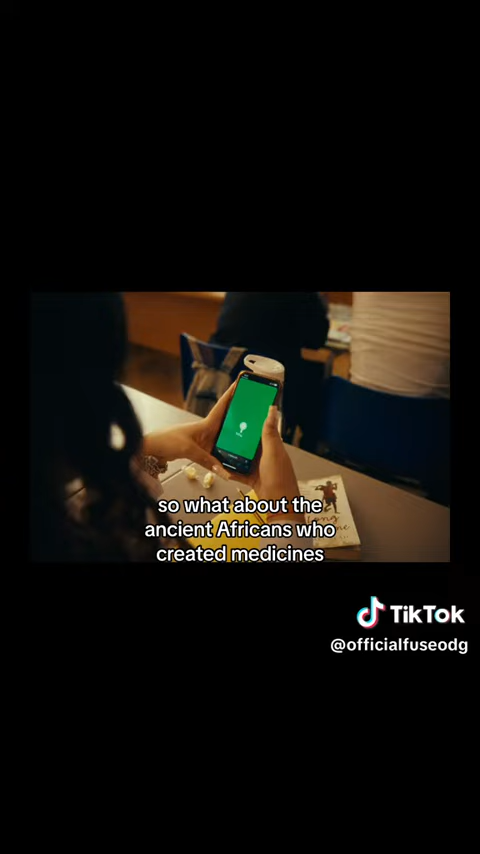 so what about the
ancient Africans who
created medicines
TikTok
@officialfuseodg